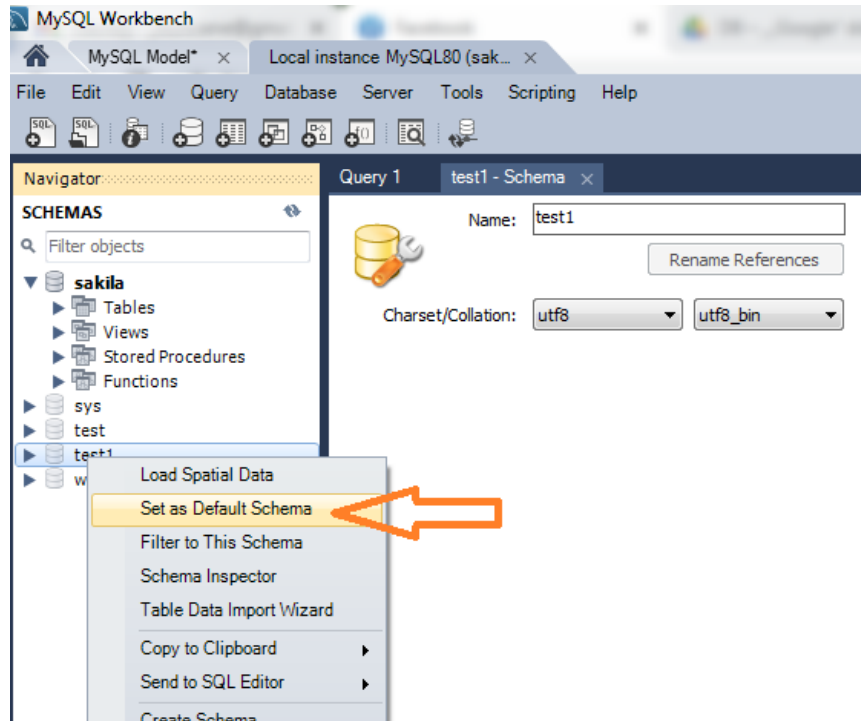 MySQL Workbench
MySQL Model* × Local instance MySQL80 (sak... ×
File Edit View Query Database Server Tools Scripting Help
Navigator Query 1 test1 - Schema ×
SCHEMAS
Name: test1
Filter objects
Rename References
sakila
Tables
Charset/Collation: utf8 utf8_bin
Views
Stored Procedures
Functions
sys
test
test1
w
Load Spatial Data
Set as Default Schema
Filter to This Schema
Schema Inspector
Table Data Import Wizard
Copy to Clipboard
Send to SQL Editor
Create Schema